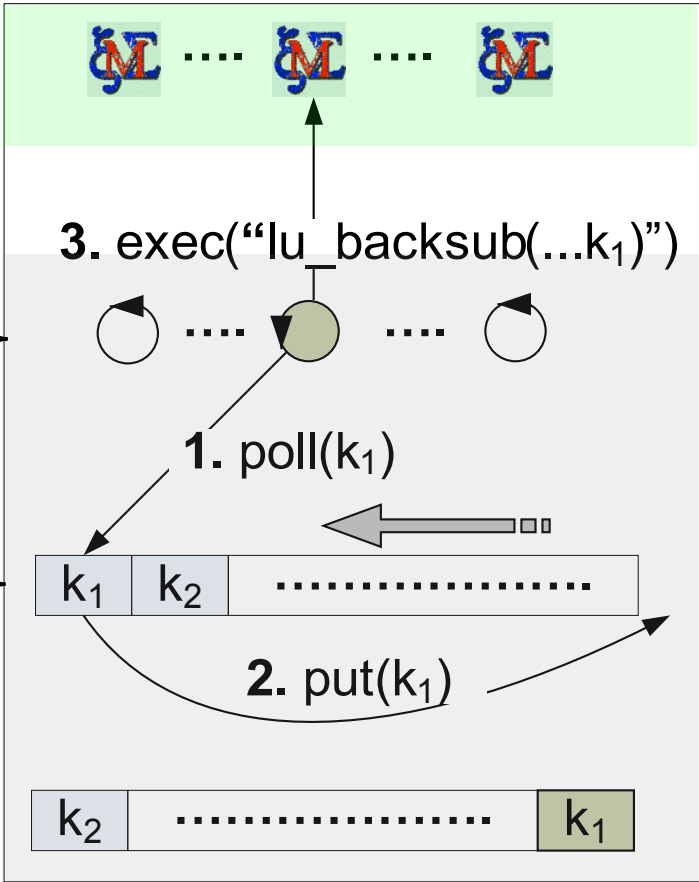 M ···· M ···· M
3. exec(“lu_backsub(...k₁)”)
···· ····
1. poll(k₁)
k₁ k₂ ····················
2. put(k₁)
k₂ ···················· k₁